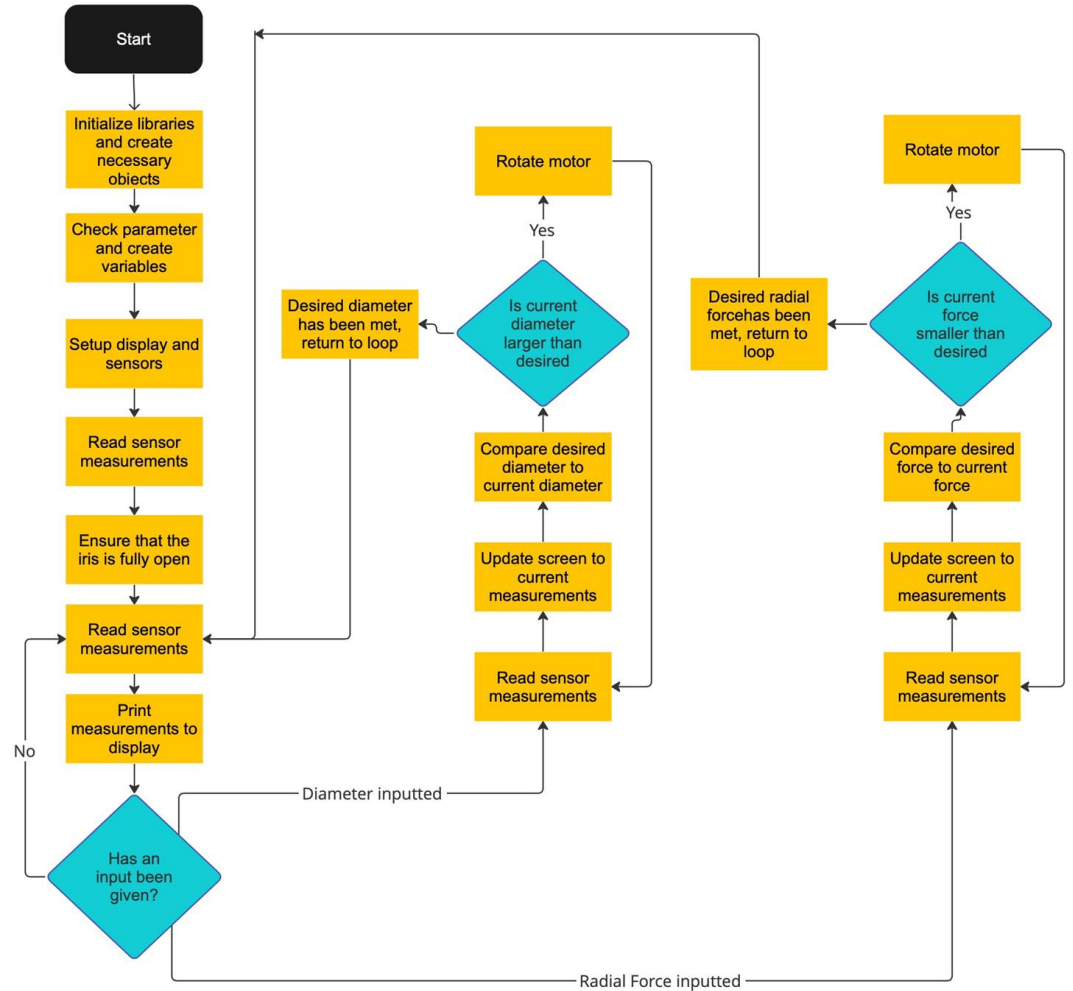 Start
Initialize libraries
and create
necessary
objects
Check parameter
and create
variables
Setup display and
sensors
Read sensor
measurements
Ensure that the
iris is fully open
Read sensor
measurements
Print
measurements to
display
No
Has an
input been
given?
Diameter inputted
Radial Force inputted
Rotate motor
Yes
Is current
diameter
larger than
desired
Desired diameter
has been met,
return to loop
Compare desired
diameter to
current diameter
Update screen to
current
measurements
Read sensor
measurements
Rotate motor
Yes
Is current
force
smaller than
desired
Desired radial
forcehas been
met, return to
loop
Compare desired
force to current
force
Update screen to
current
measurements
Read sensor
measurements